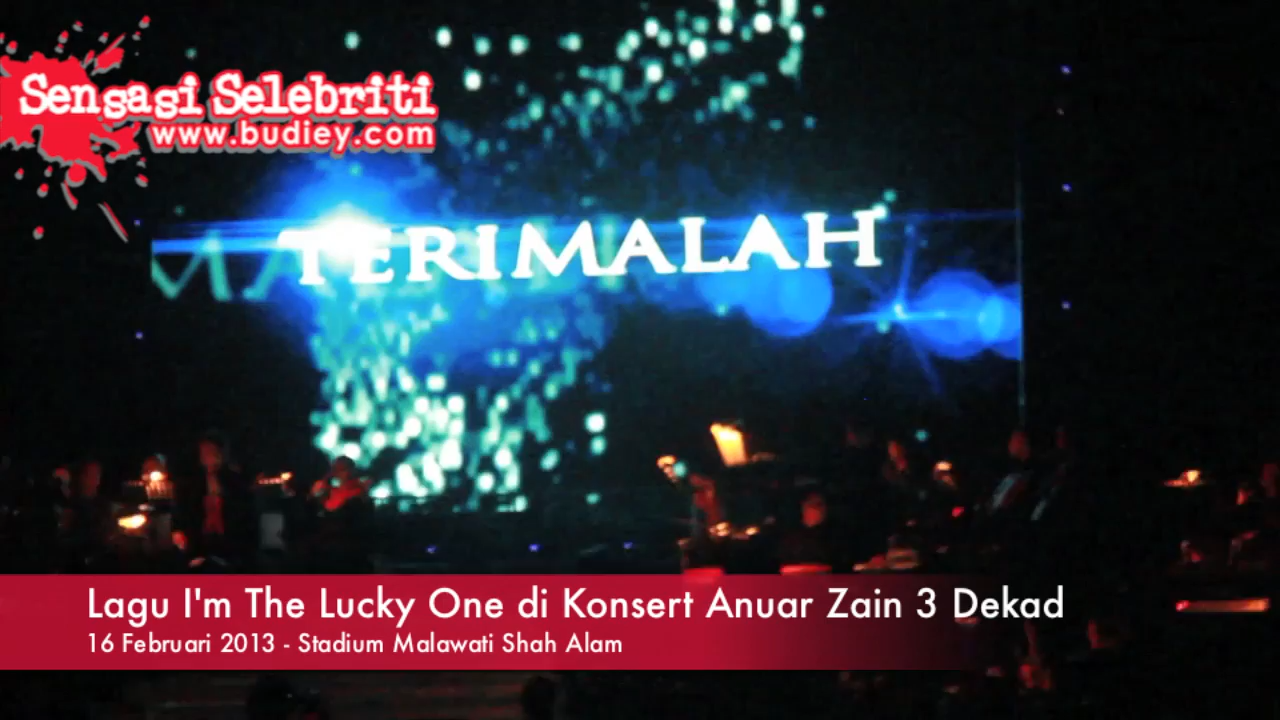 Sengagi Selebriti
www.budiey.com
TERIMALAH
Lagu I'm The Lucky One di Konsert Anuar Zain 3 Dekad
16 Februari 2013 - Stadium Malawati Shah Alam